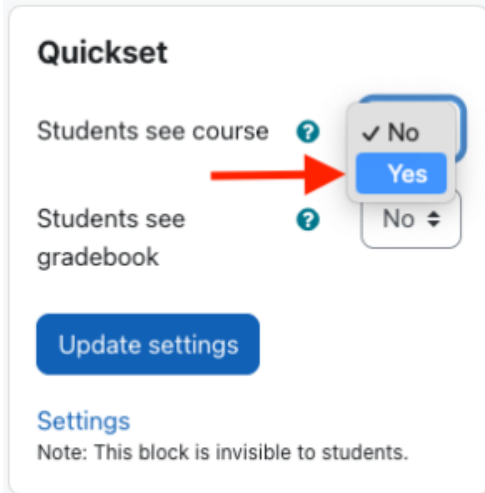 Quickset
Students see course ? ✓ No
Yes
Students see No
gradebook ?
Update settings
Settings
Note: This block is invisible to students.